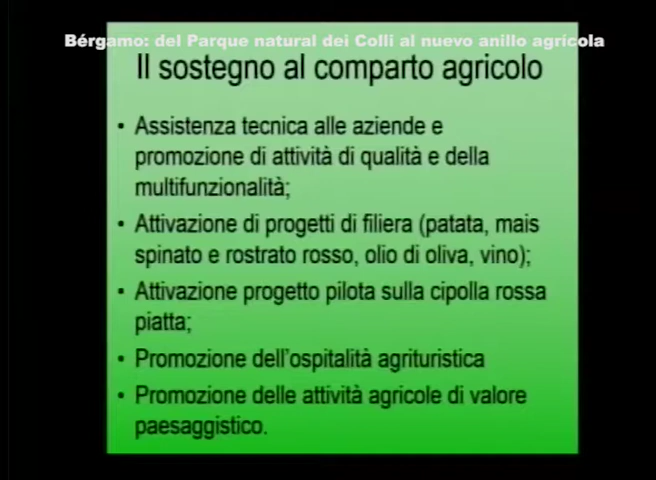 Bérgamo: del Parque natural dei Colli al nuevo anillo agrícola
Il sostegno al comparto agricolo
• Assistenza tecnica alle aziende e
promozione di attività di qualità e della
multifunzionalità;
• Attivazione di progetti di filiera (patata, mais
spinato e rostrato rosso, olio di oliva, vino);
• Attivazione progetto pilota sulla cipolla rossa
piatta;
• Promozione dell'ospitalità agrituristica
• Promozione delle attività agricole di valore
paesaggistico.